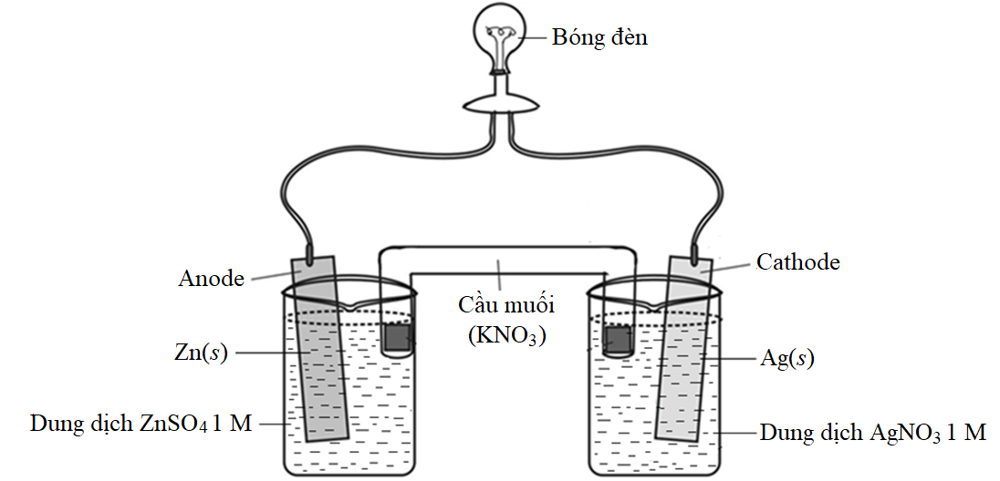 Bóng đèn
Anode
Cathode
Cầu muối
(KNO₃)
Zn(s)
Ag(s)
Dung dịch ZnSO₄ 1 M
Dung dịch AgNO₃ 1 M